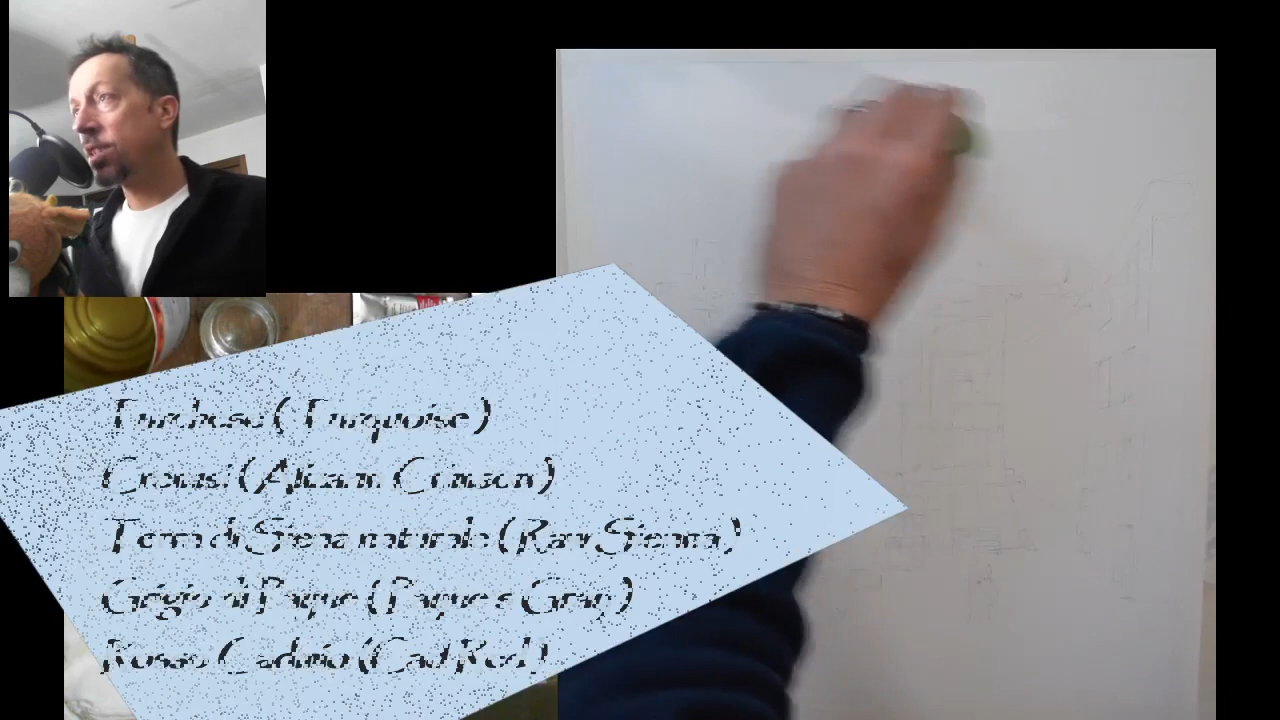 Turchese (Turquoise)
Cremisi (Alizarin Crimson)
Terra di Siena naturale (Raw Sienna)
Grigio di Payne (Payne's Gray)
Rosso Cadmio (Cad Red)